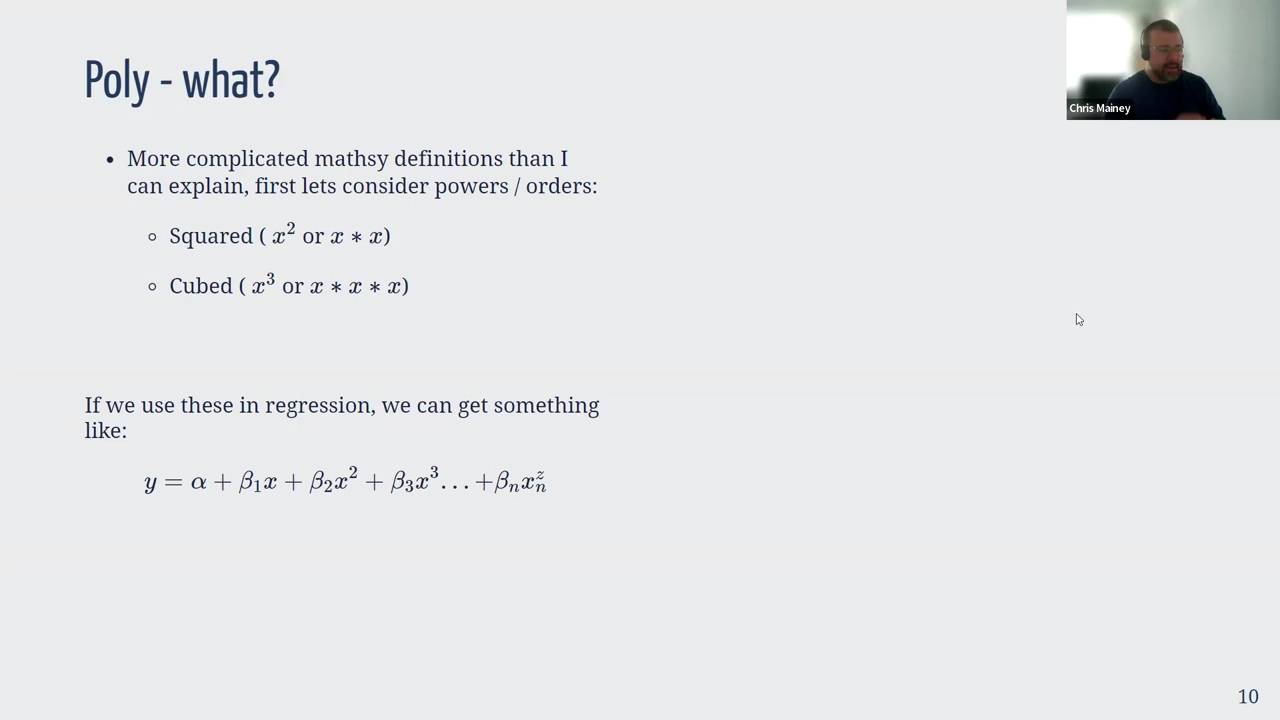 Poly - what?
Chris Mainey
• More complicated mathsy definitions than I
can explain, first lets consider powers / orders:
◦ Squared ( x² or x ∗ x)
◦ Cubed ( x³ or x ∗ x ∗ x)
If we use these in regression, we can get something
like:
y = α + β₁x + β₂x² + β₃x³… +βₙxₙᶻ
10